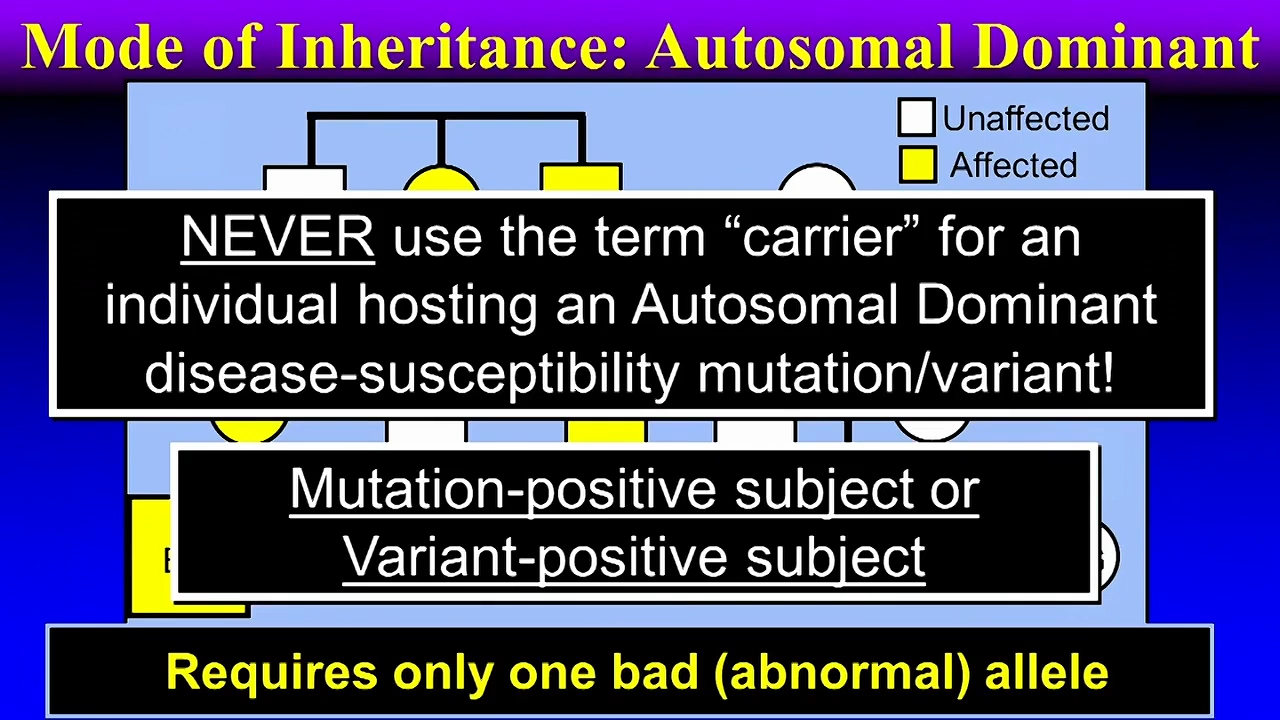 Mode of Inheritance: Autosomal Dominant
Unaffected
Affected
NEVER use the term “carrier” for an
individual hosting an Autosomal Dominant
disease-susceptibility mutation/variant!
Mutation-positive subject or
Variant-positive subject
Requires only one bad (abnormal) allele